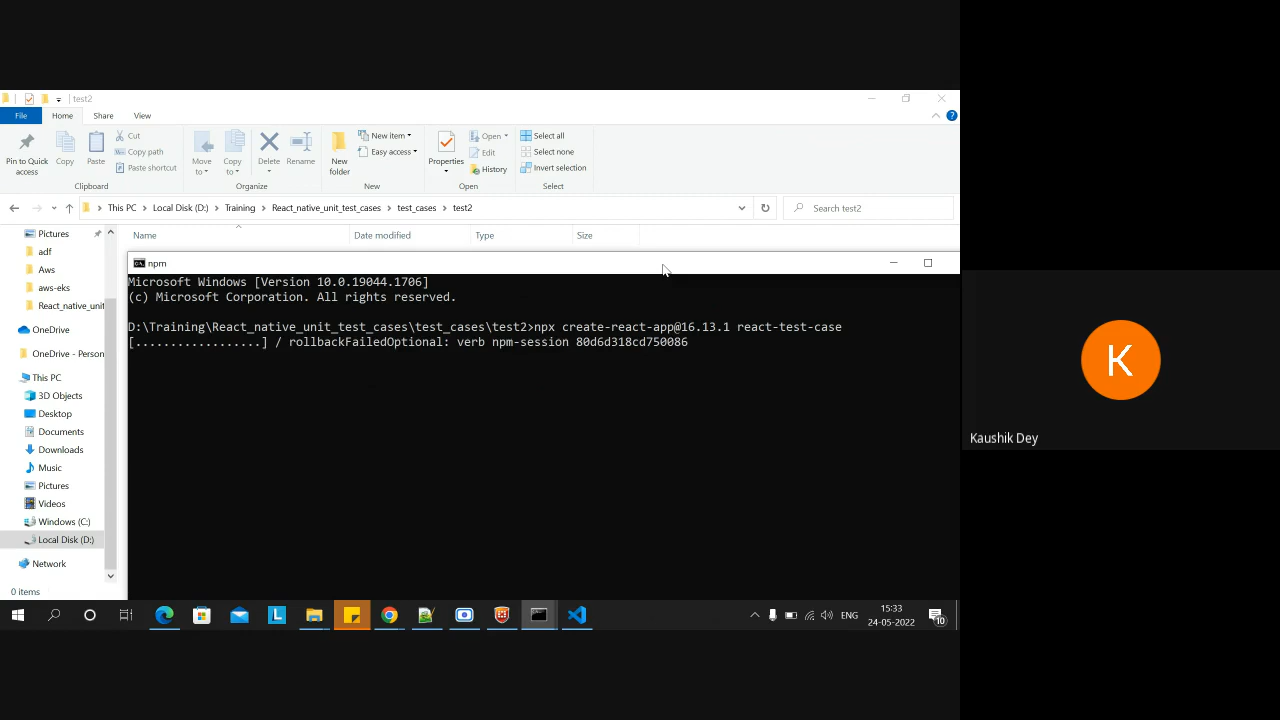 test2
File Home Share View
Pin to Quick access
Copy
Paste
Cut
Copy path
Paste shortcut
Clipboard
Move to
Copy to
Delete
Rename
Organize
New folder
New item
Easy access
New
Properties
Open
Edit
History
Open
Select all
Select none
Invert selection
Select
This PC > Local Disk (D:) > Training > React_native_unit_test_cases > test_cases > test2
Search test2
Name Date modified Type Size
Pictures
adf
Aws
aws-eks
React_native_unit
OneDrive
OneDrive - Person
This PC
3D Objects
Desktop
Documents
Downloads
Music
Pictures
Videos
Windows (C:)
Local Disk (D:)
Network
0 items
npm
Microsoft Windows [Version 10.0.19044.1706]
(c) Microsoft Corporation. All rights reserved.
D:\Training\React_native_unit_test_cases\test_cases\test2>npx create-react-app@16.13.1 react-test-case
[..................] / rollbackFailedOptional: verb npm-session 80d6d318cd750086
K
Kaushik Dey
L
ENG
15:33
24-05-2022
10